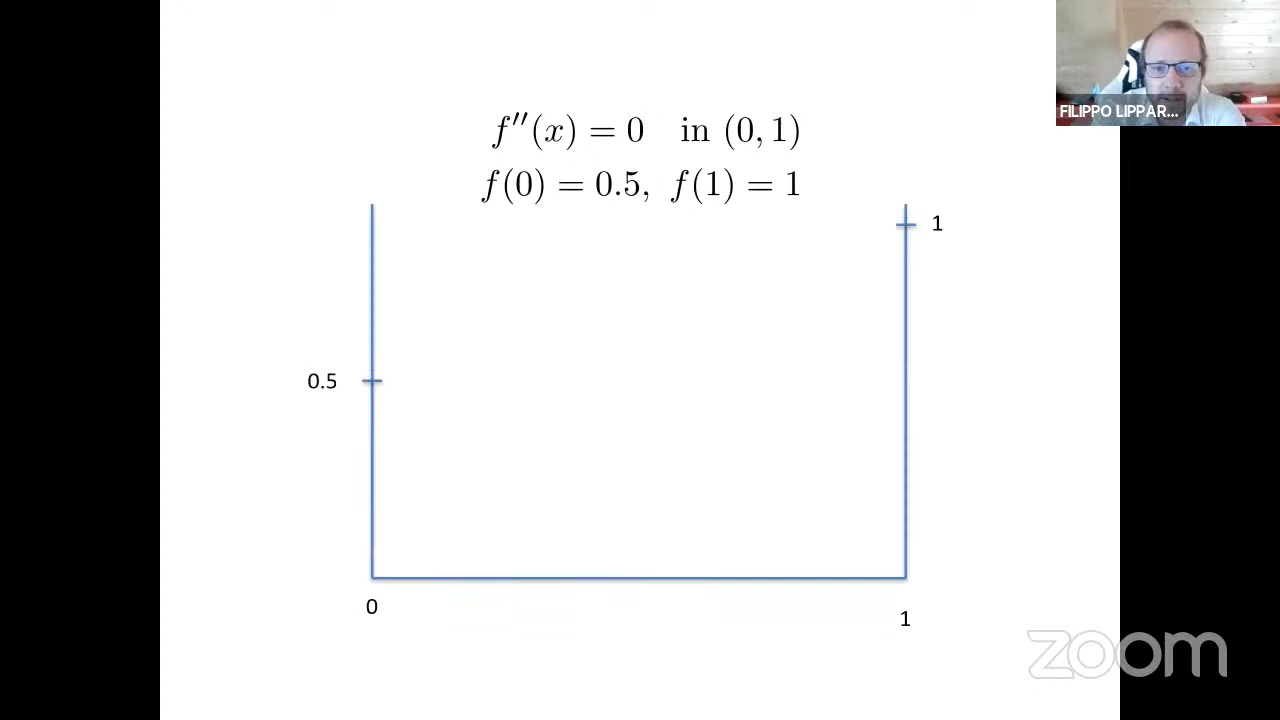 FILIPPO LIPPAR...
f''(x) = 0 in (0, 1)
f(0) = 0.5, f(1) = 1
1
0.5
0
1
zoom